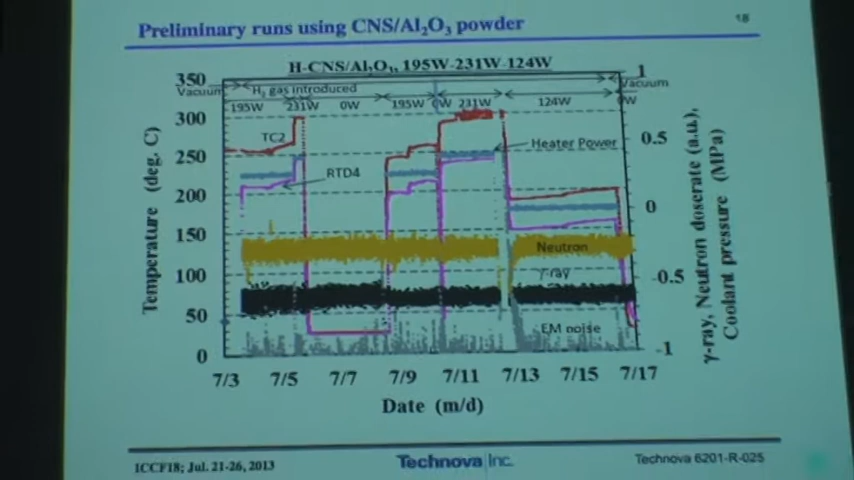 Preliminary runs using CNS/Al₂O₃ powder
18
H-CNS/Al₂O₃, 195W-231W-124W
350
300
250
200
150
100
50
0
Temperature (deg. C)
Vacuum
H₂ gas introduced
Vacuum
195W
231W
0W
195W
0W
231W
124W
0W
TC2
RTD4
Heater Power
Neutron
γ-ray
EM noise
1
0.5
0
-0.5
-1
γ-ray, Neutron doserate (a.u.),
Coolant pressure (MPa)
7/3
7/5
7/7
7/9
7/11
7/13
7/15
7/17
Date (m/d)
ICCF18; Jul. 21-26, 2013
Technova Inc.
Technova 6201-R-025